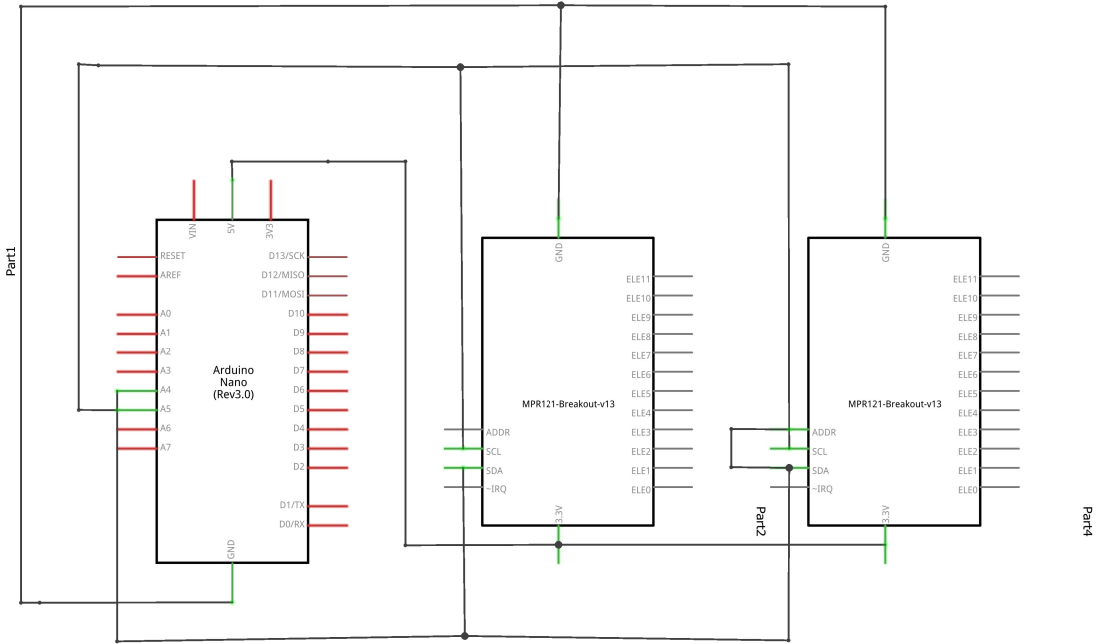 Part1
VIN
5V
3V3
RESET
AREF
A0
A1
A2
A3
A4
A5
A6
A7
D13/SCK
D12/MISO
D11/MOSI
D10
D9
D8
D7
D6
D5
D4
D3
D2
D1/TX
D0/RX
Arduino
Nano
(Rev3.0)
GND
GND
ELE11
ELE10
ELE9
ELE8
ELE7
ELE6
ELE5
ELE4
ELE3
ELE2
ELE1
ELE0
MPR121-Breakout-v13
ADDR
SCL
SDA
~IRQ
3.3V
Part2
GND
ELE11
ELE10
ELE9
ELE8
ELE7
ELE6
ELE5
ELE4
ELE3
ELE2
ELE1
ELE0
MPR121-Breakout-v13
ADDR
SCL
SDA
~IRQ
3.3V
Part4